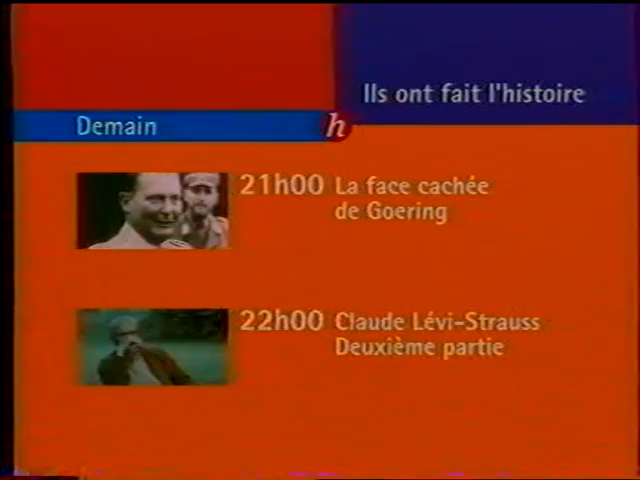 Ils ont fait l'histoire
Demain
h
21h00 La face cachée
de Goering
22h00 Claude Lévi-Strauss
Deuxième partie